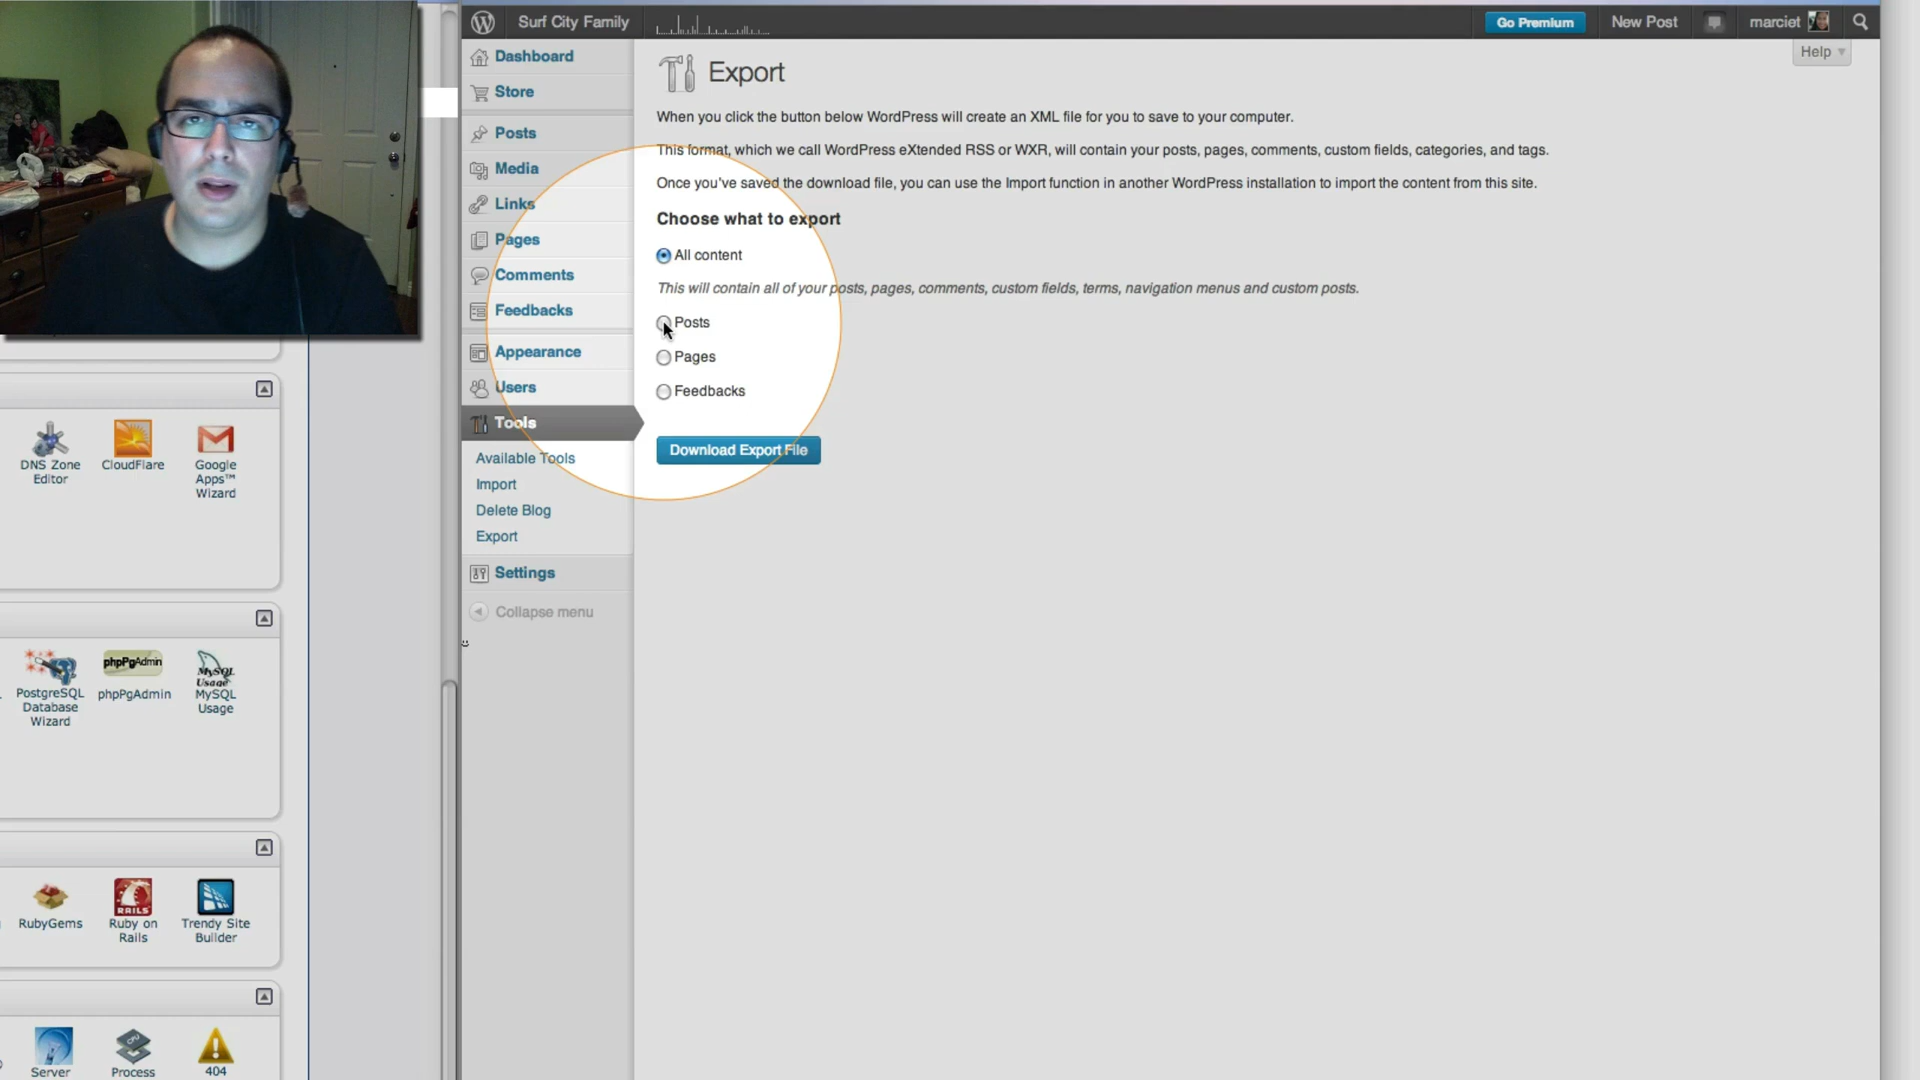 Surf City Family
Go Premium
New Post
marciet
Help
Dashboard
Store
Posts
Media
Links
Pages
Comments
Feedbacks
Appearance
Users
Tools
Available Tools
Import
Delete Blog
Export
Settings
Collapse menu
Export
When you click the button below WordPress will create an XML file for you to save to your computer.
This format, which we call WordPress eXtended RSS or WXR, will contain your posts, pages, comments, custom fields, categories, and tags.
Once you've saved the download file, you can use the Import function in another WordPress installation to import the content from this site.
Choose what to export
All content
This will contain all of your posts, pages, comments, custom fields, terms, navigation menus and custom posts.
Posts
Pages
Feedbacks
Download Export File
DNS Zone
Editor
CloudFlare
Google
Apps™
Wizard
PostgreSQL
Database
Wizard
phpPgAdmin
phpPgAdmin
MySQL
Usage
MySQL
Usage
RubyGems
RAILS
Ruby on
Rails
Trendy Site
Builder
Server
CPU
Process
404